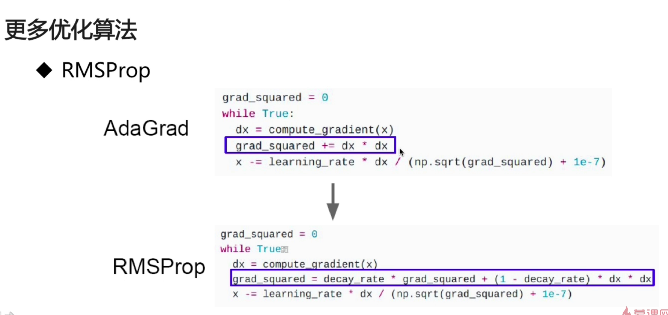 更多优化算法
◆ RMSProp
AdaGrad
grad_squared = 0
while True:
dx = compute_gradient(x)
grad_squared += dx * dx
x -= learning_rate * dx / (np.sqrt(grad_squared) + 1e-7)
RMSProp
grad_squared = 0
while True
dx = compute_gradient(x)
grad_squared = decay_rate * grad_squared + (1 - decay_rate) * dx * dx
x -= learning_rate * dx / (np.sqrt(grad_squared) + 1e-7)